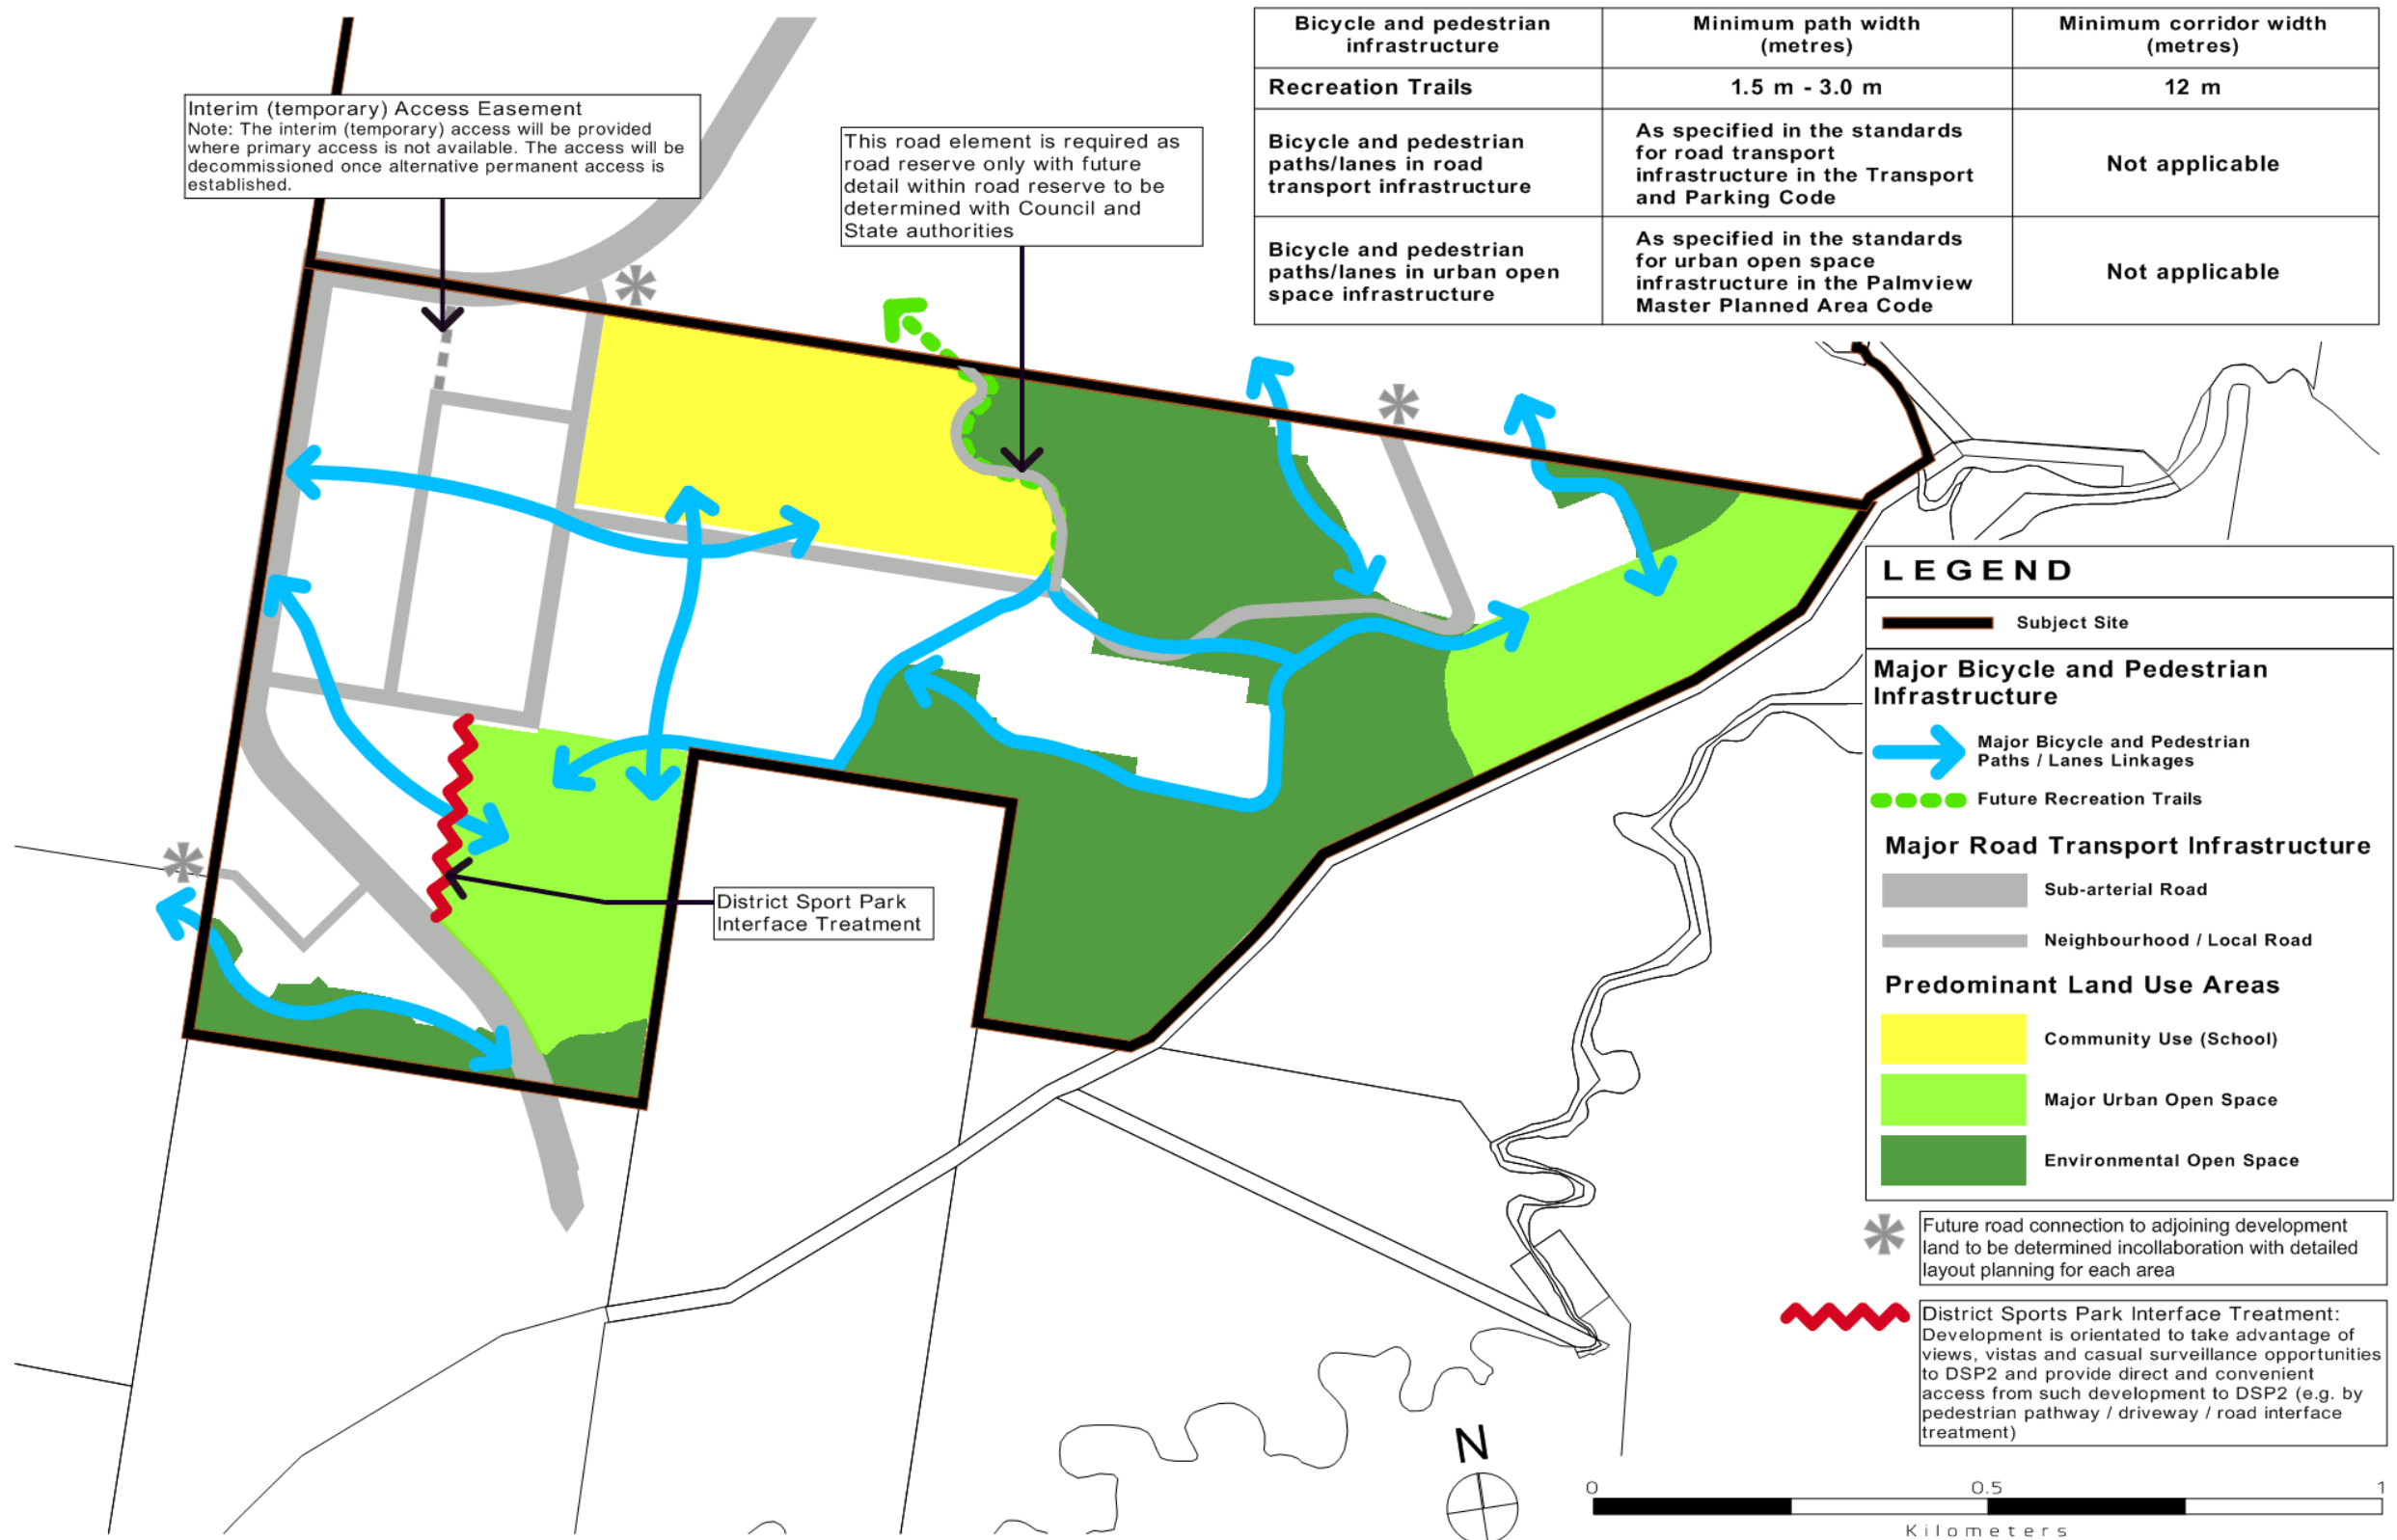 Bicycle and pedestrian
infrastructure
Minimum path width
(metres)
Minimum corridor width
(metres)
Recreation Trails
1.5 m - 3.0 m
12 m
Bicycle and pedestrian
paths/lanes in road
transport infrastructure
As specified in the standards
for road transport
infrastructure in the Transport
and Parking Code
Not applicable
Bicycle and pedestrian
paths/lanes in urban open
space infrastructure
As specified in the standards
for urban open space
infrastructure in the Palmview
Master Planned Area Code
Not applicable
Interim (temporary) Access Easement
Note: The interim (temporary) access will be provided
where primary access is not available. The access will be
decommissioned once alternative permanent access is
established.
This road element is required as
road reserve only with future
detail within road reserve to be
determined with Council and
State authorities
District Sport Park
Interface Treatment
LEGEND
Subject Site
Major Bicycle and Pedestrian
Infrastructure
Major Bicycle and Pedestrian
Paths / Lanes Linkages
Future Recreation Trails
Major Road Transport Infrastructure
Sub-arterial Road
Neighbourhood / Local Road
Predominant Land Use Areas
Community Use (School)
Major Urban Open Space
Environmental Open Space
Future road connection to adjoining development
land to be determined incollaboration with detailed
layout planning for each area
District Sports Park Interface Treatment:
Development is orientated to take advantage of
views, vistas and casual surveillance opportunities
to DSP2 and provide direct and convenient
access from such development to DSP2 (e.g. by
pedestrian pathway / driveway / road interface
treatment)
N
0 0.5 1
Kilometers